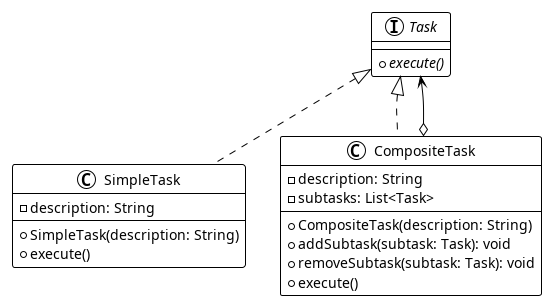 I Task
execute()
C SimpleTask
description: String
SimpleTask(description: String)
execute()
C CompositeTask
description: String
subtasks: List<Task>
CompositeTask(description: String)
addSubtask(subtask: Task): void
removeSubtask(subtask: Task): void
execute()